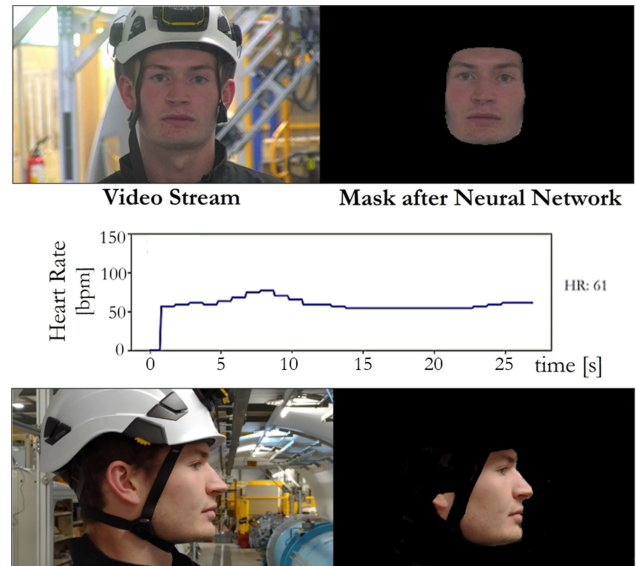 Video Stream
Mask after Neural Network
Heart Rate
[bpm]
150
100
50
0
HR: 61
0
5
10
15
20
25
time [s]